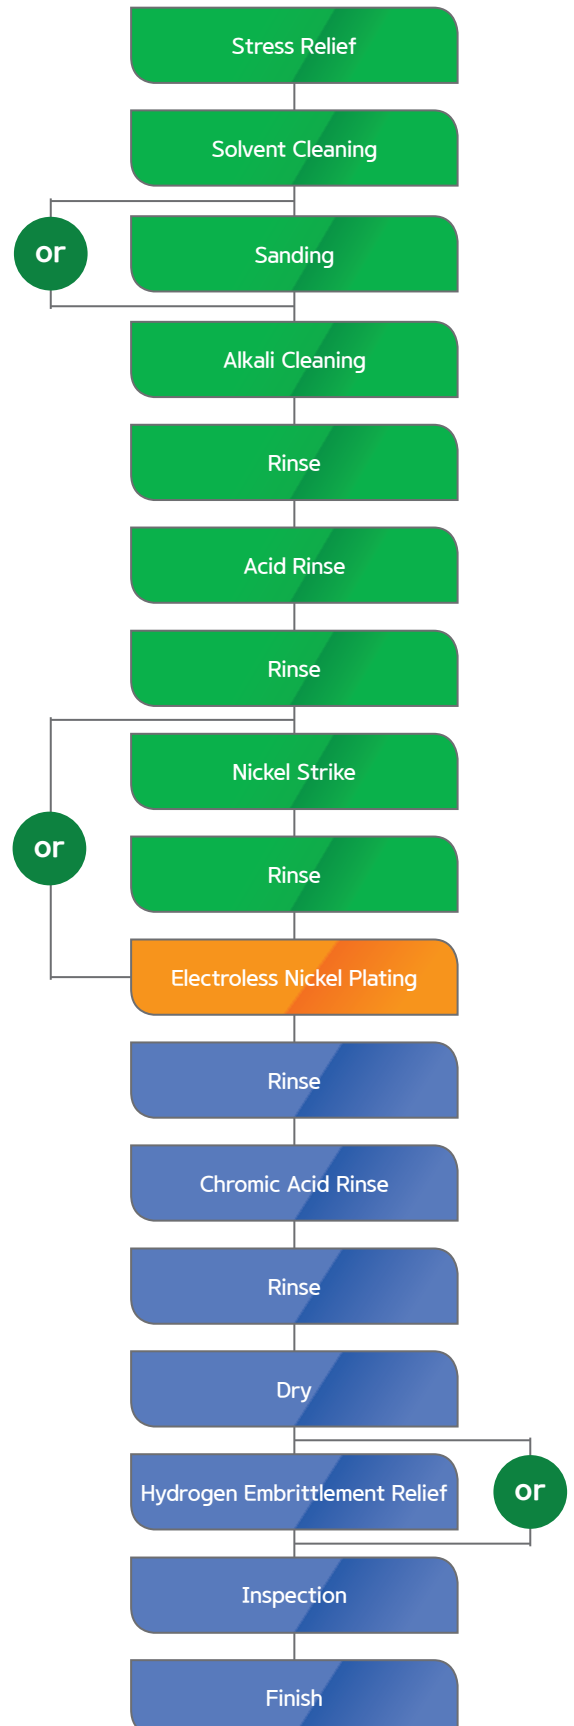 Stress Relief
Solvent Cleaning
or
Sanding
Alkali Cleaning
Rinse
Acid Rinse
Rinse
Nickel Strike
or
Rinse
Electroless Nickel Plating
Rinse
Chromic Acid Rinse
Rinse
Dry
Hydrogen Embrittlement Relief
or
Inspection
Finish